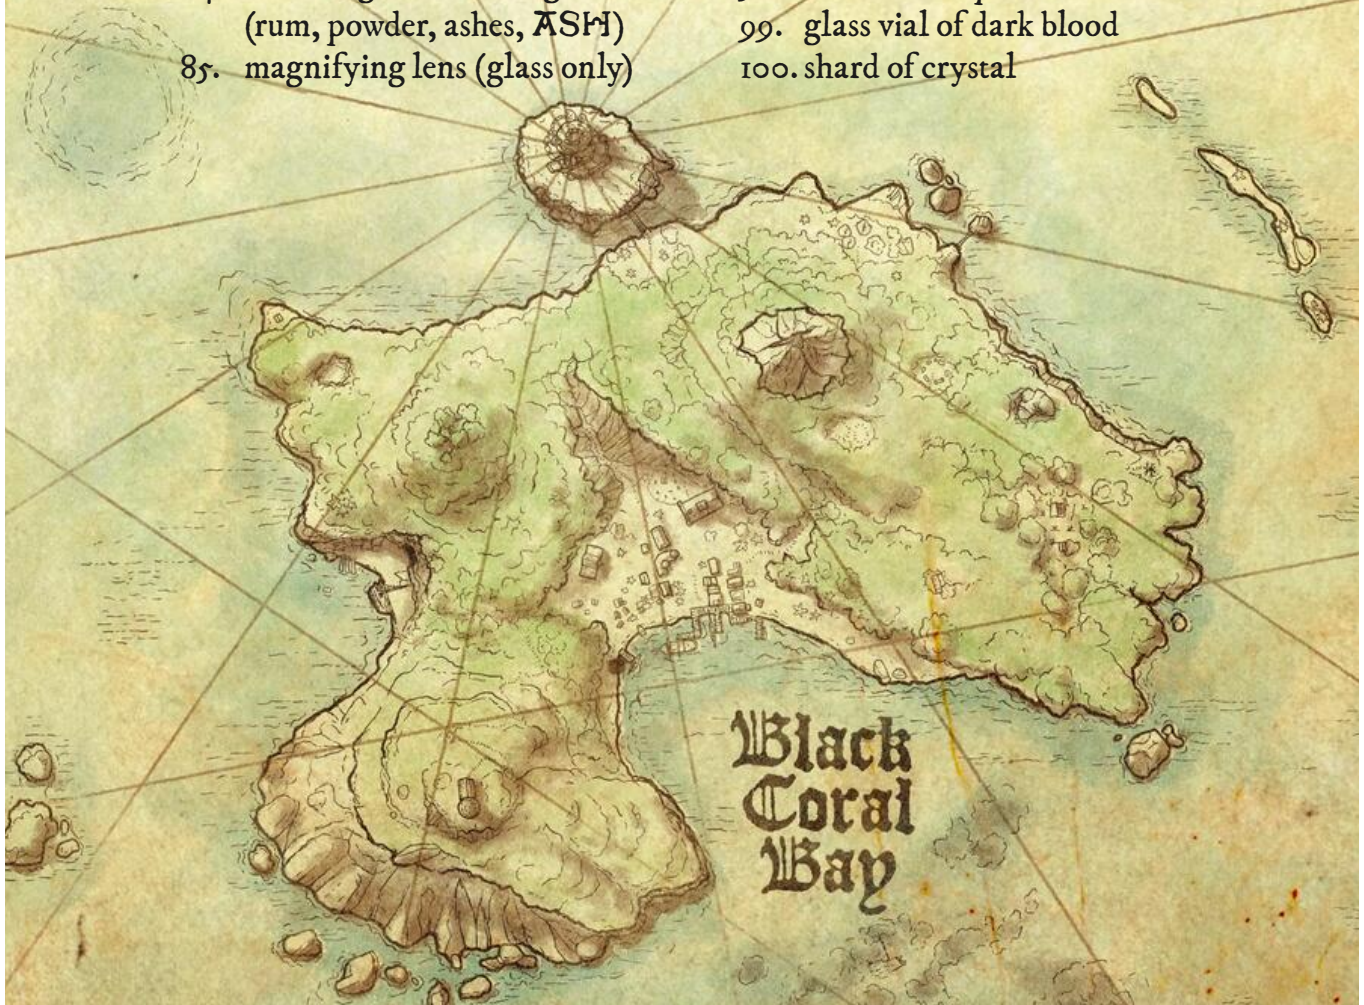 (rum, powder, ashes, ASH)
85. magnifying lens (glass only)
99. glass vial of dark blood
100. shard of crystal
Black
Coral
Bay